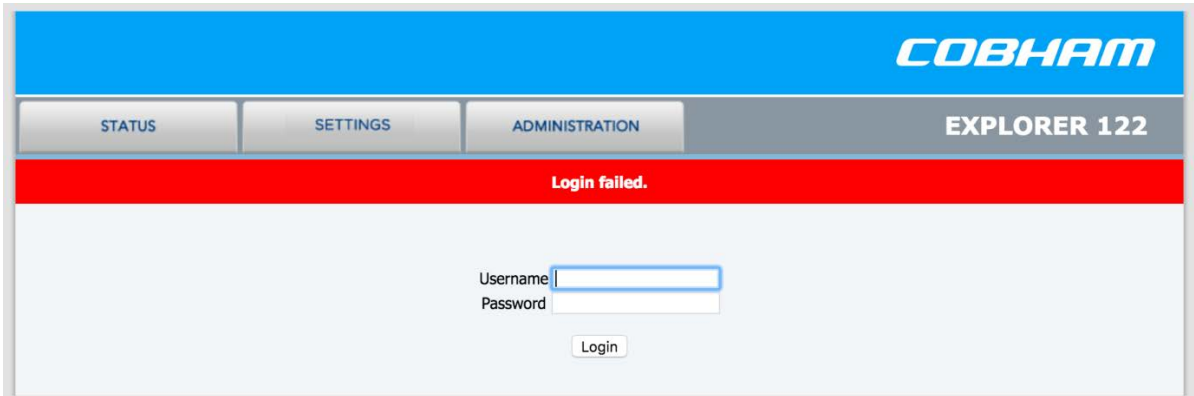 COBHAM
STATUS SETTINGS ADMINISTRATION EXPLORER 122
Login failed.
Username
Password
Login